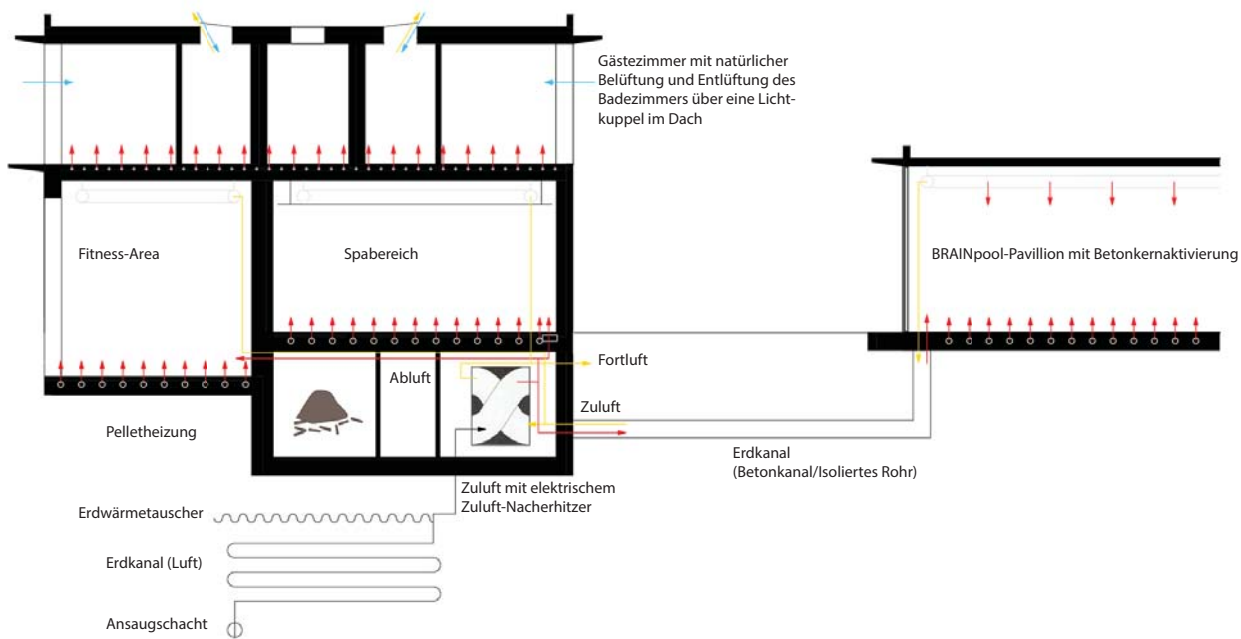 Gästezimmer mit natürlicher
Belüftung und Entlüftung des
Badezimmers über eine Licht-
kuppel im Dach
Fitness-Area
Spabereich
BRAINpool-Pavillion mit Betonkernaktivierung
Fortluft
Abluft
Zuluft
Pelletheizung
Erdkanal
(Betonkanal/Isoliertes Rohr)
Zuluft mit elektrischem
Zuluft-Nacherhitzer
Erdwärmetauscher
Erdkanal (Luft)
Ansaugschacht